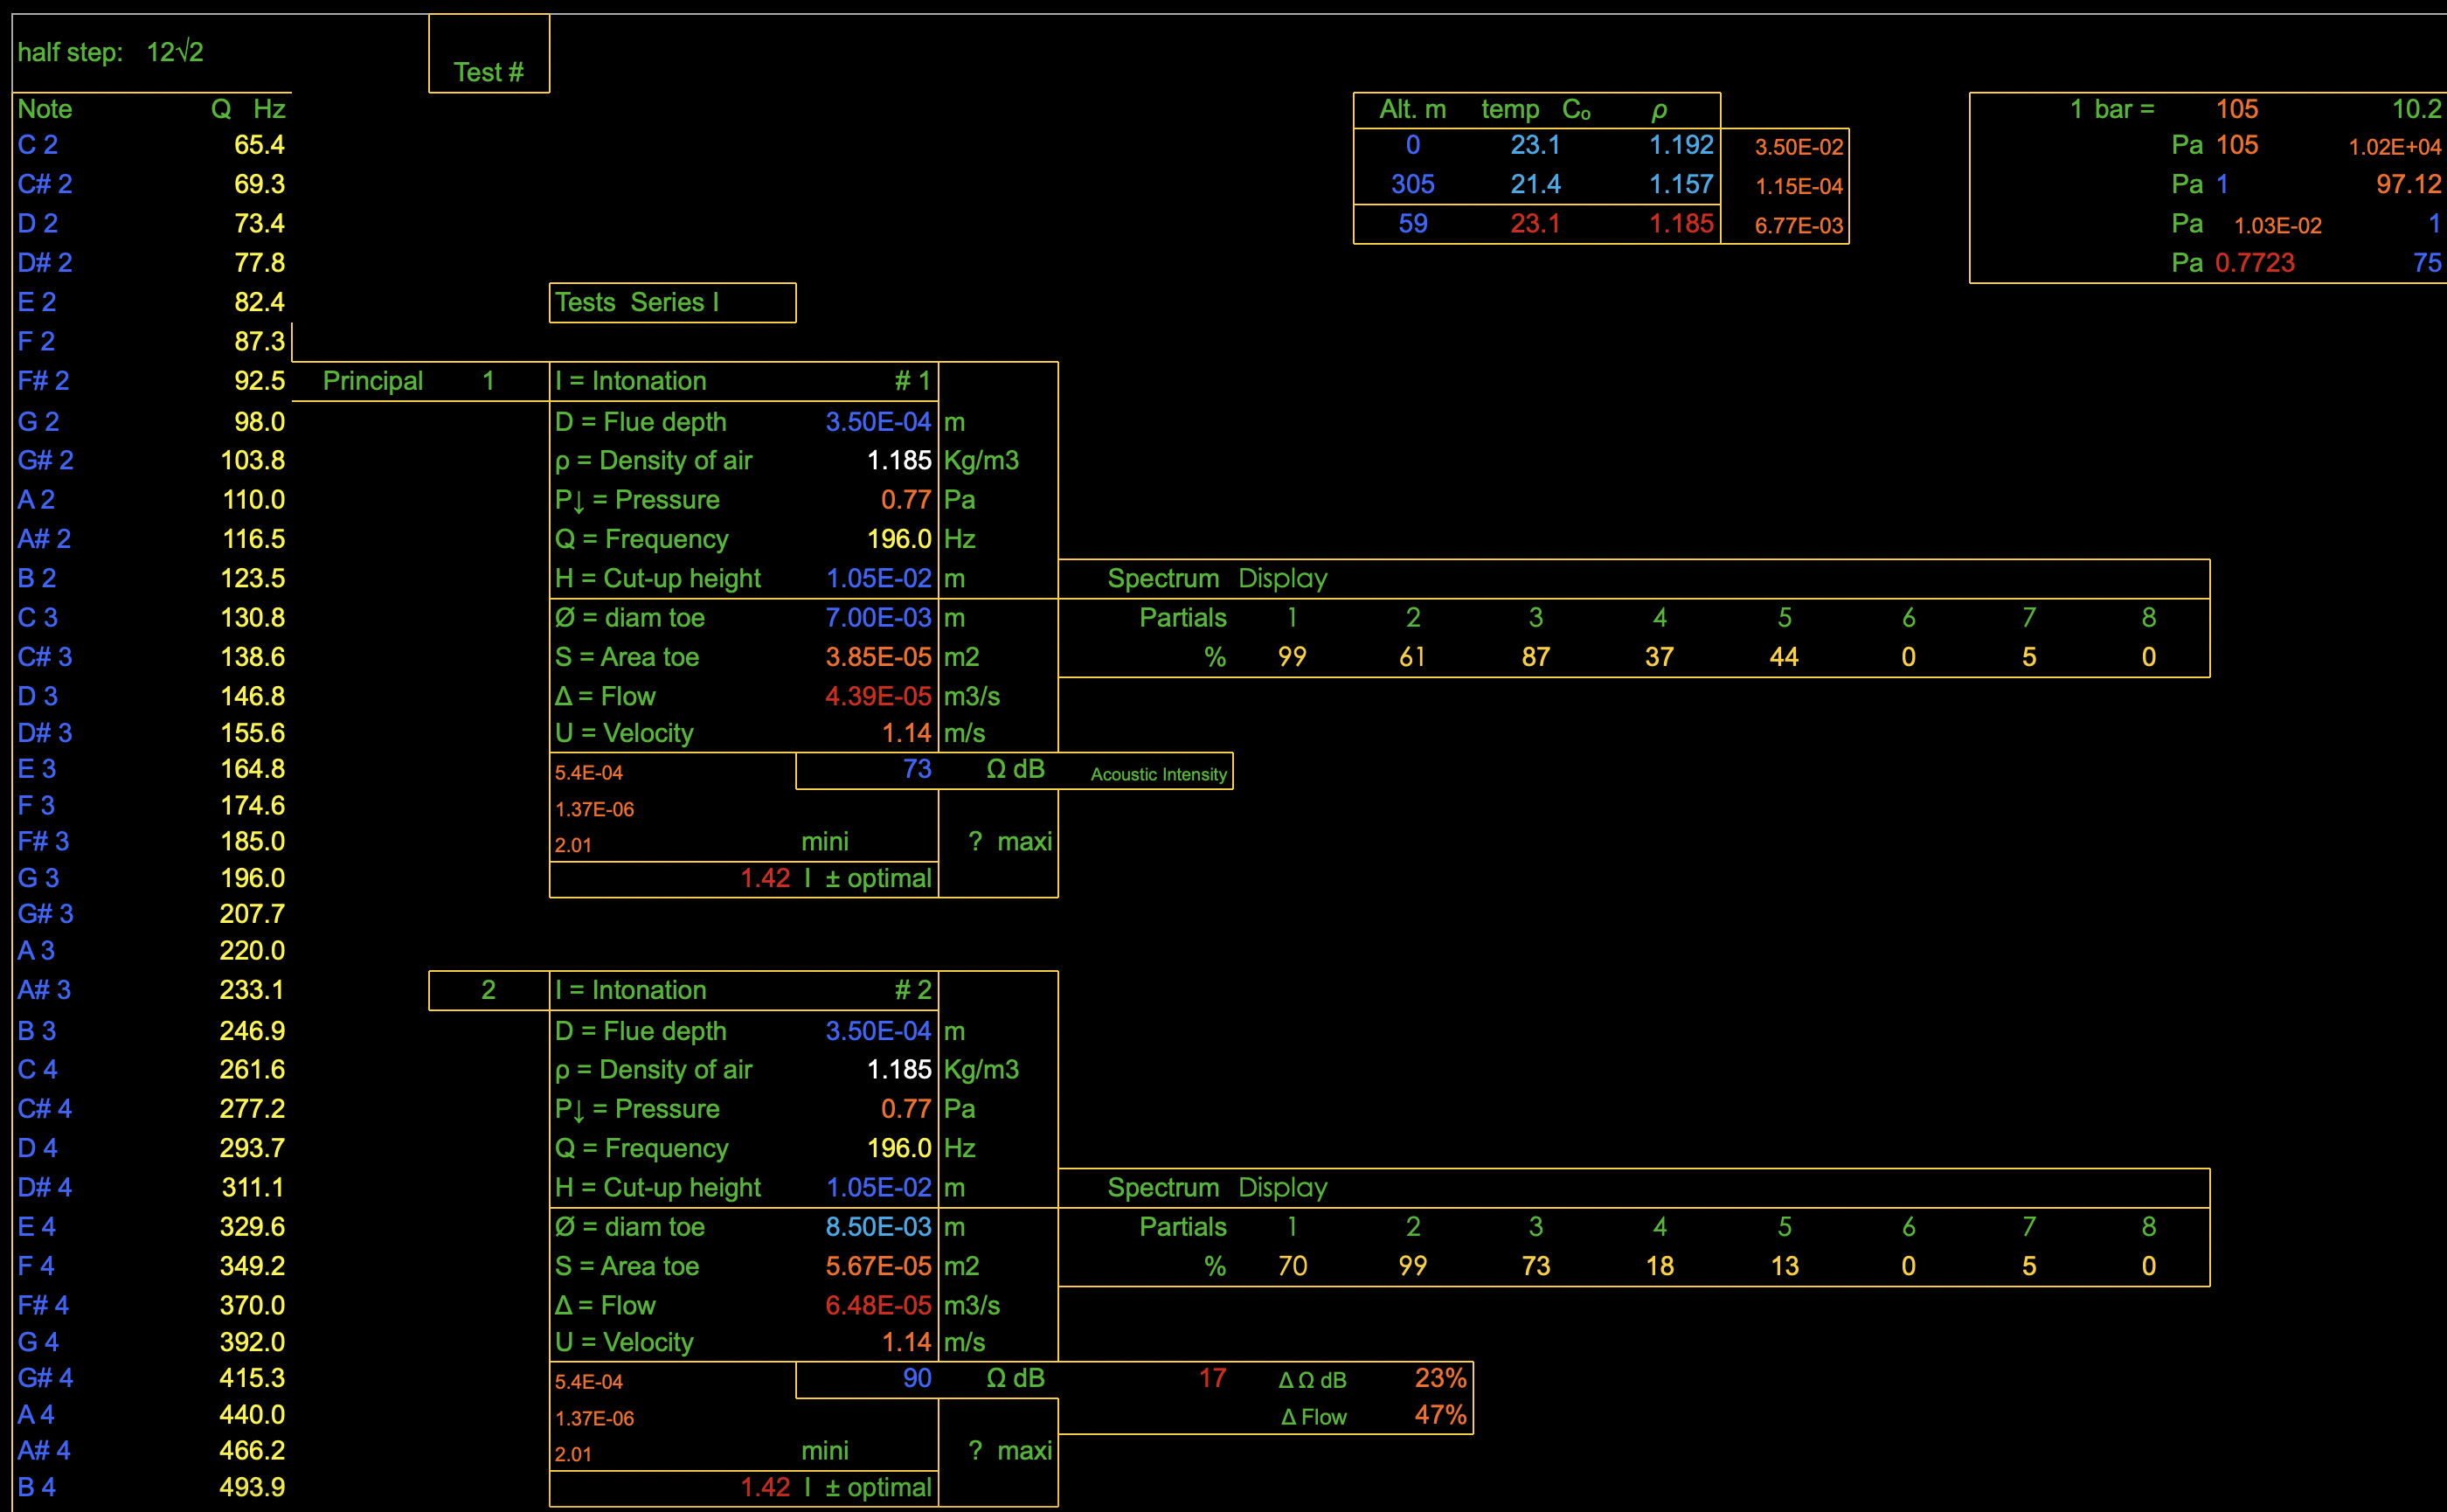 half step: 12√2
Test #
Note Q Hz Alt. m temp Co ρ 1 bar = 105 10.2
C 2 65.4 0 23.1 1.192 3.50E-02 Pa 105 1.02E+04
C# 2 69.3 305 21.4 1.157 1.15E-04 Pa 1 97.12
D 2 73.4 59 23.1 1.185 6.77E-03 Pa 1.03E-02 1
D# 2 77.8 Pa 0.7723 75
E 2 82.4 Tests Series I
F 2 87.3
F# 2 92.5 Principal 1 I = Intonation # 1
G 2 98.0 D = Flue depth 3.50E-04 m
G# 2 103.8 ρ = Density of air 1.185 Kg/m3
A 2 110.0 P↓ = Pressure 0.77 Pa
A# 2 116.5 Q = Frequency 196.0 Hz
B 2 123.5 H = Cut-up height 1.05E-02 m Spectrum Display
C 3 130.8 Ø = diam toe 7.00E-03 m Partials 1 2 3 4 5 6 7 8
C# 3 138.6 S = Area toe 3.85E-05 m2 % 99 61 87 37 44 0 5 0
D 3 146.8 Δ = Flow 4.39E-05 m3/s
D# 3 155.6 U = Velocity 1.14 m/s
E 3 164.8 5.4E-04 73 Ω dB Acoustic Intensity
F 3 174.6 1.37E-06
F# 3 185.0 2.01 mini ? maxi
G 3 196.0 1.42 I ± optimal
G# 3 207.7
A 3 220.0
A# 3 233.1 2 I = Intonation # 2
B 3 246.9 D = Flue depth 3.50E-04 m
C 4 261.6 ρ = Density of air 1.185 Kg/m3
C# 4 277.2 P↓ = Pressure 0.77 Pa
D 4 293.7 Q = Frequency 196.0 Hz
D# 4 311.1 H = Cut-up height 1.05E-02 m Spectrum Display
E 4 329.6 Ø = diam toe 8.50E-03 m Partials 1 2 3 4 5 6 7 8
F 4 349.2 S = Area toe 5.67E-05 m2 % 70 99 73 18 13 0 5 0
F# 4 370.0 Δ = Flow 6.48E-05 m3/s
G 4 392.0 U = Velocity 1.14 m/s
G# 4 415.3 5.4E-04 90 Ω dB 17 Δ Ω dB 23%
A 4 440.0 1.37E-06 Δ Flow 47%
A# 4 466.2 2.01 mini ? maxi
B 4 493.9 1.42 I ± optimal